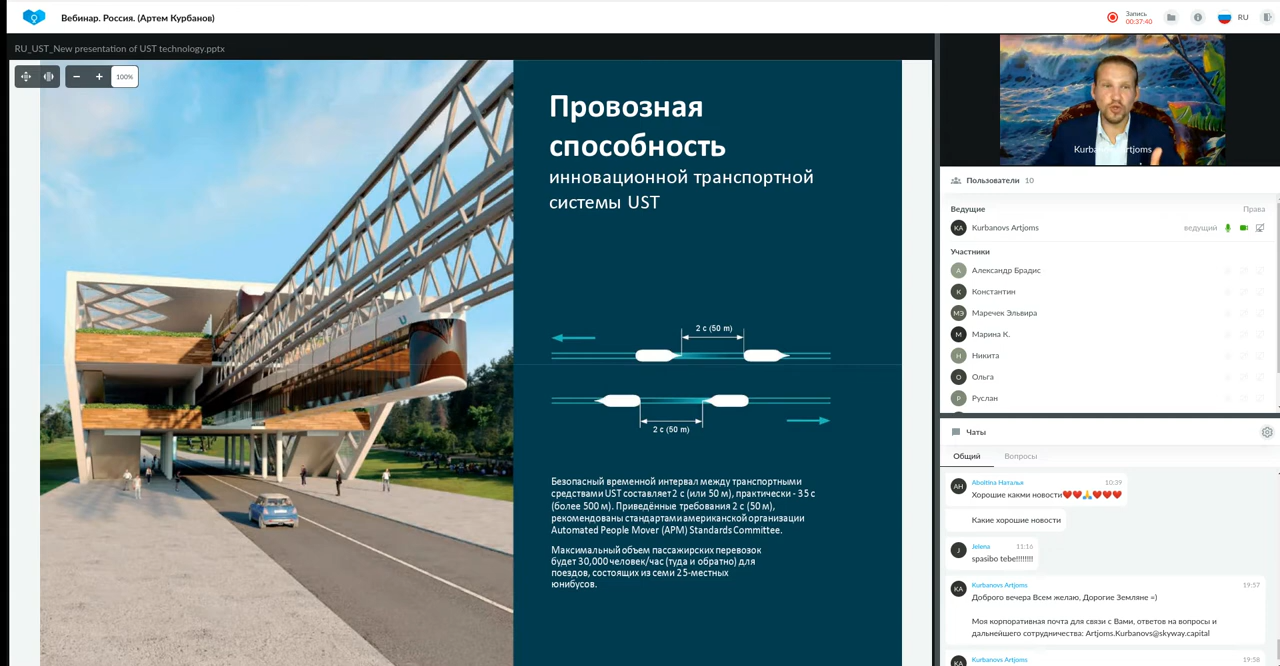 Вебинар. Россия. (Артем Курбанов)
Запись
00:37:40
RU
RU_UST_New presentation of UST technology.pptx
100%
Провозная
способность
инновационной транспортной
системы UST
2 с (50 m)
2 с (50 m)
Безопасный временной интервал между транспортными
средствами UST составляет 2 с (или 50 м), практически - 35 с
(более 500 м). Приведённые требования 2 с (50 м),
рекомендованы стандартами американской организации
Automated People Mover (APM) Standards Committee.
Максимальный объем пассажирских перевозок
будет 30,000 человек/час (туда и обратно) для
поездов, состоящих из семи 25-местных
юнибусов.
Пользователи 10
Ведущие Права
KA Kurbanovs Artjoms ведущий
Участники
А Александр Брадис
К Константин
МЭ Маречек Эльвира
М Марина К.
Н Никита
О Ольга
Р Руслан
Чаты
Общий Вопросы
АН Aboltina Наталья 10:39
Хорошие какми новости❤️❤️🙏❤️❤️❤️
Какие хорошие новости
J Jelena 11:16
spasibo tebe!!!!!!!!
KA Kurbanovs Artjoms 19:57
Доброго вечера Всем желаю, Дорогие Земляне =)
Моя корпоративная почта для связи с Вами, ответов на вопросы и
дальнейшего сотрудничества: Artjoms.Kurbanovs@skyway.capital
KA Kurbanovs Artjoms 19:58